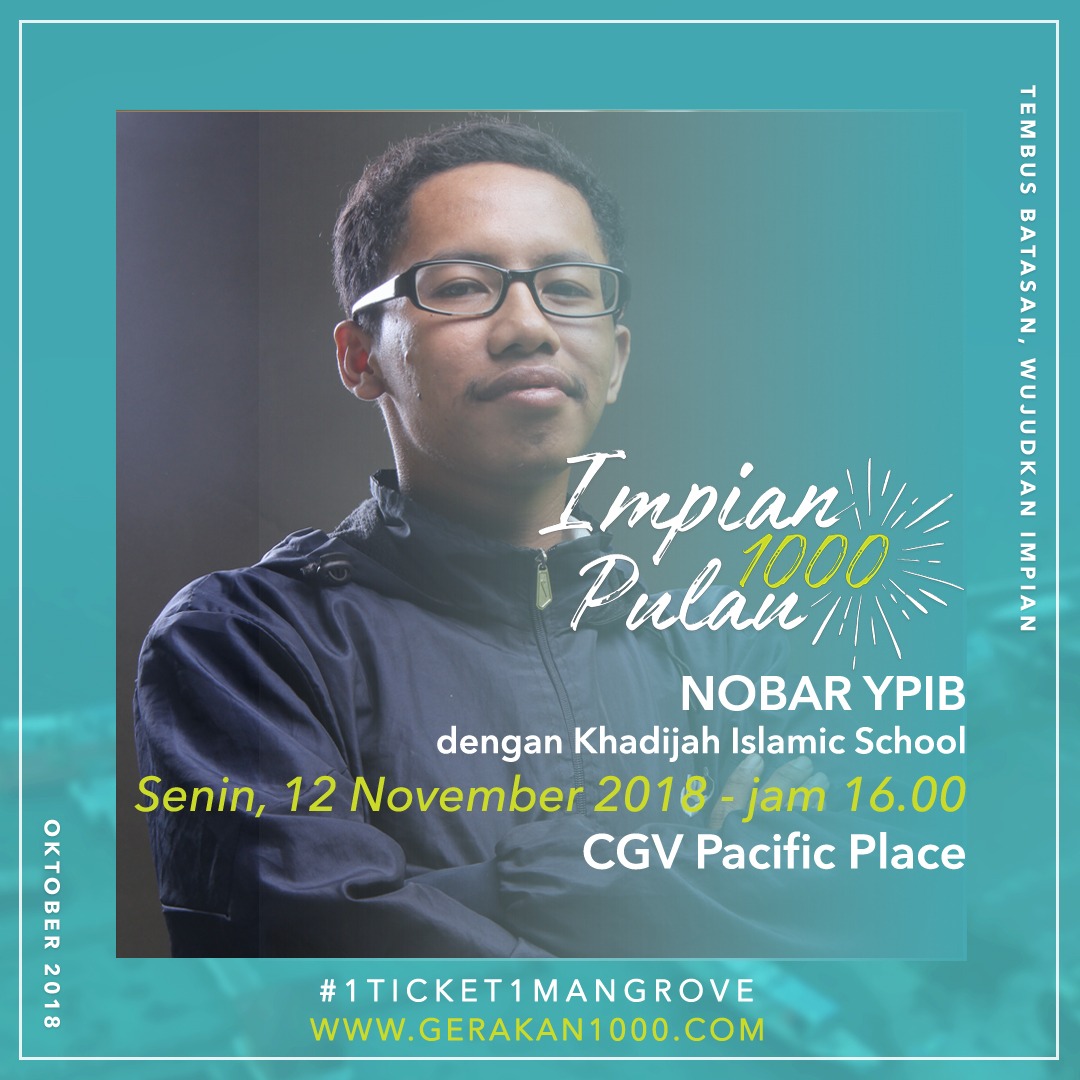 TEMBUS BATASAN, WUJUDKAN IMPIAN
Impian
1000
Pulau
NOBAR YPIB
dengan Khadijah Islamic School
Senin, 12 November 2018 - jam 16.00
CGV Pacific Place
OKTOBER 2018
#1TICKET1MANGROVE
WWW.GERAKAN1000.COM